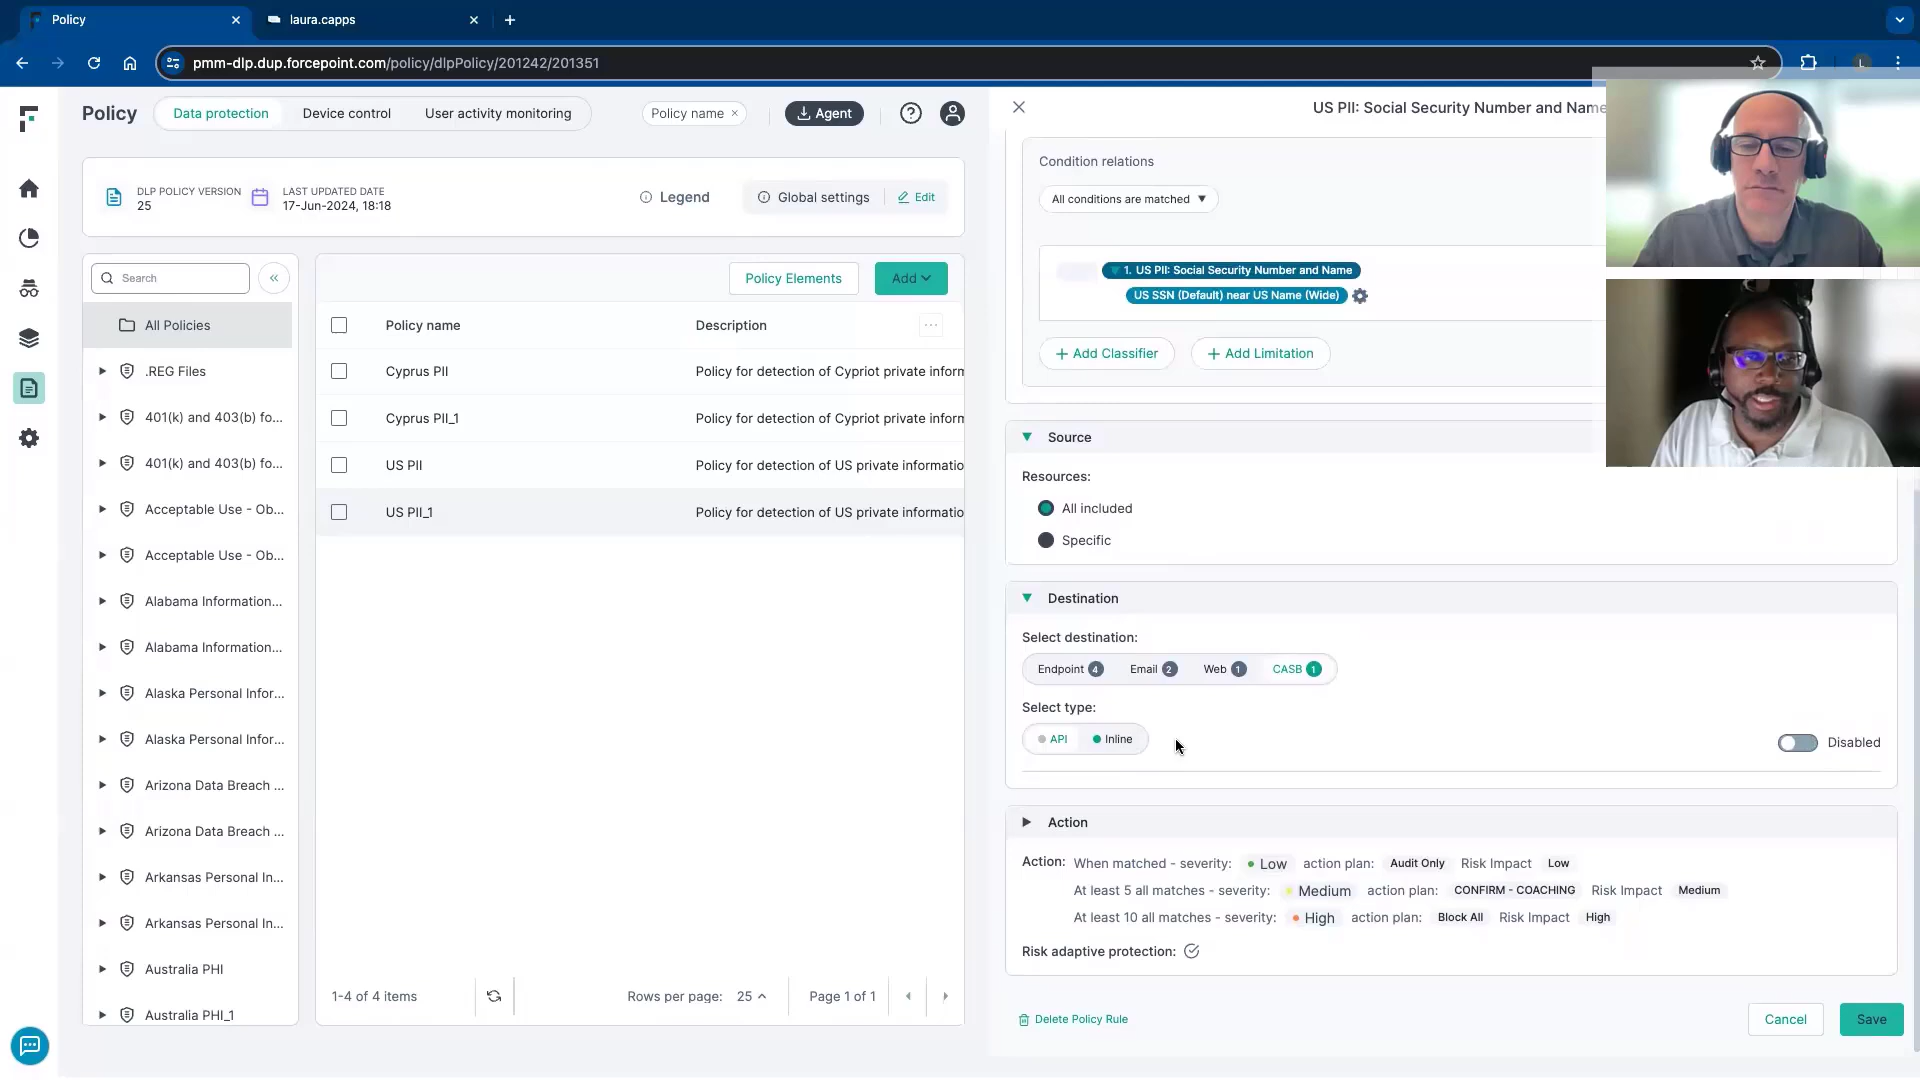 Policy
laura.capps
pmm-dlp.dup.forcepoint.com/policy/dlpPolicy/201242/201351
L
Policy
Data protection
Device control
User activity monitoring
Policy name ×
Agent
DLP POLICY VERSION
25
LAST UPDATED DATE
17-Jun-2024, 18:18
Legend
Global settings
Edit
Search
All Policies
.REG Files
401(k) and 403(b) fo...
401(k) and 403(b) fo...
Acceptable Use - Ob...
Acceptable Use - Ob...
Alabama Information...
Alabama Information...
Alaska Personal Infor...
Alaska Personal Infor...
Arizona Data Breach ...
Arizona Data Breach ...
Arkansas Personal In...
Arkansas Personal In...
Australia PHI
Australia PHI_1
Policy Elements
Add
Policy name Description
Cyprus PII Policy for detection of Cypriot private inform
Cyprus PII_1 Policy for detection of Cypriot private inform
US PII Policy for detection of US private informatio
US PII_1 Policy for detection of US private informatio
1-4 of 4 items
Rows per page: 25
Page 1 of 1
US PII: Social Security Number and Name
Condition relations
All conditions are matched
1. US PII: Social Security Number and Name
US SSN (Default) near US Name (Wide)
+ Add Classifier
+ Add Limitation
Source
Resources:
All included
Specific
Destination
Select destination:
Endpoint 4 Email 2 Web 1 CASB 1
Select type:
API Inline
Disabled
Action
Action: When matched - severity: Low action plan: Audit Only Risk Impact Low
At least 5 all matches - severity: Medium action plan: CONFIRM - COACHING Risk Impact Medium
At least 10 all matches - severity: High action plan: Block All Risk Impact High
Risk adaptive protection:
Delete Policy Rule
Cancel
Save